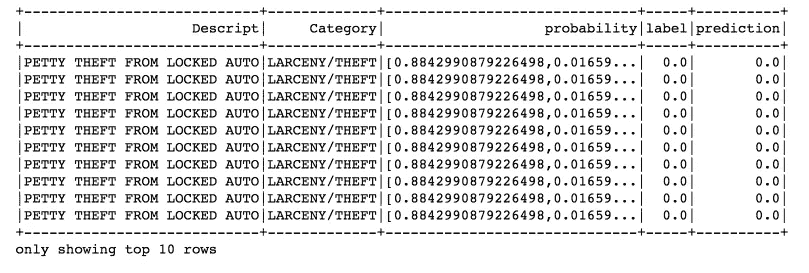 +------------------------------+-------------+------------------------------+-----+----------+
|                      Descript|     Category|                   probability|label|prediction|
+------------------------------+-------------+------------------------------+-----+----------+
|PETTY THEFT FROM LOCKED AUTO|LARCENY/THEFT|[0.8842990879226498,0.01659...|  0.0|       0.0|
|PETTY THEFT FROM LOCKED AUTO|LARCENY/THEFT|[0.8842990879226498,0.01659...|  0.0|       0.0|
|PETTY THEFT FROM LOCKED AUTO|LARCENY/THEFT|[0.8842990879226498,0.01659...|  0.0|       0.0|
|PETTY THEFT FROM LOCKED AUTO|LARCENY/THEFT|[0.8842990879226498,0.01659...|  0.0|       0.0|
|PETTY THEFT FROM LOCKED AUTO|LARCENY/THEFT|[0.8842990879226498,0.01659...|  0.0|       0.0|
|PETTY THEFT FROM LOCKED AUTO|LARCENY/THEFT|[0.8842990879226498,0.01659...|  0.0|       0.0|
|PETTY THEFT FROM LOCKED AUTO|LARCENY/THEFT|[0.8842990879226498,0.01659...|  0.0|       0.0|
|PETTY THEFT FROM LOCKED AUTO|LARCENY/THEFT|[0.8842990879226498,0.01659...|  0.0|       0.0|
|PETTY THEFT FROM LOCKED AUTO|LARCENY/THEFT|[0.8842990879226498,0.01659...|  0.0|       0.0|
|PETTY THEFT FROM LOCKED AUTO|LARCENY/THEFT|[0.8842990879226498,0.01659...|  0.0|       0.0|
+------------------------------+-------------+------------------------------+-----+----------+
only showing top 10 rows